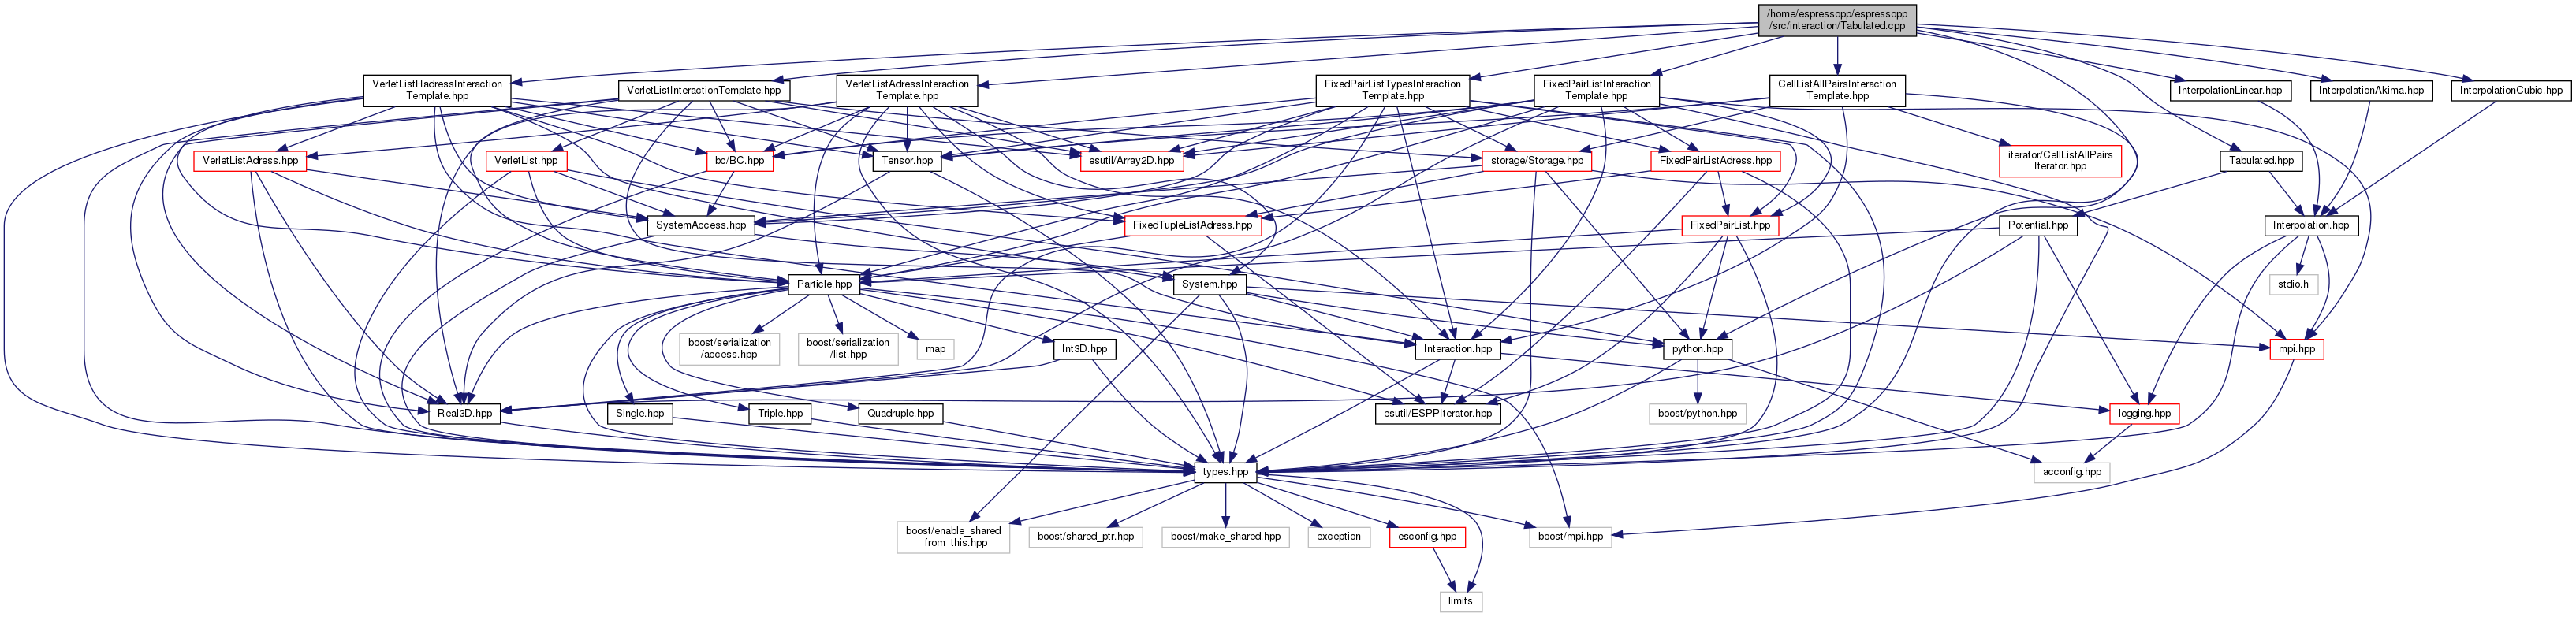 /home/espressopp/espressopp
/src/interaction/Tabulated.cpp
VerletListHadressInteraction
Template.hpp
VerletListInteractionTemplate.hpp
VerletListAdressInteraction
Template.hpp
FixedPairListTypesInteraction
Template.hpp
FixedPairListInteraction
Template.hpp
CellListAllPairsInteraction
Template.hpp
InterpolationLinear.hpp
InterpolationAkima.hpp
InterpolationCubic.hpp
VerletListAdress.hpp
VerletList.hpp
bc/BC.hpp
Tensor.hpp
esutil/Array2D.hpp
storage/Storage.hpp
FixedPairListAdress.hpp
iterator/CellListAllPairs
Iterator.hpp
Tabulated.hpp
SystemAccess.hpp
FixedTupleListAdress.hpp
FixedPairList.hpp
Potential.hpp
Interpolation.hpp
Particle.hpp
System.hpp
stdio.h
boost/serialization
/access.hpp
boost/serialization
/list.hpp
map
Int3D.hpp
Interaction.hpp
python.hpp
mpi.hpp
Real3D.hpp
Single.hpp
Triple.hpp
Quadruple.hpp
esutil/ESPPIterator.hpp
boost/python.hpp
logging.hpp
types.hpp
acconfig.hpp
boost/enable_shared
_from_this.hpp
boost/shared_ptr.hpp
boost/make_shared.hpp
exception
esconfig.hpp
boost/mpi.hpp
limits